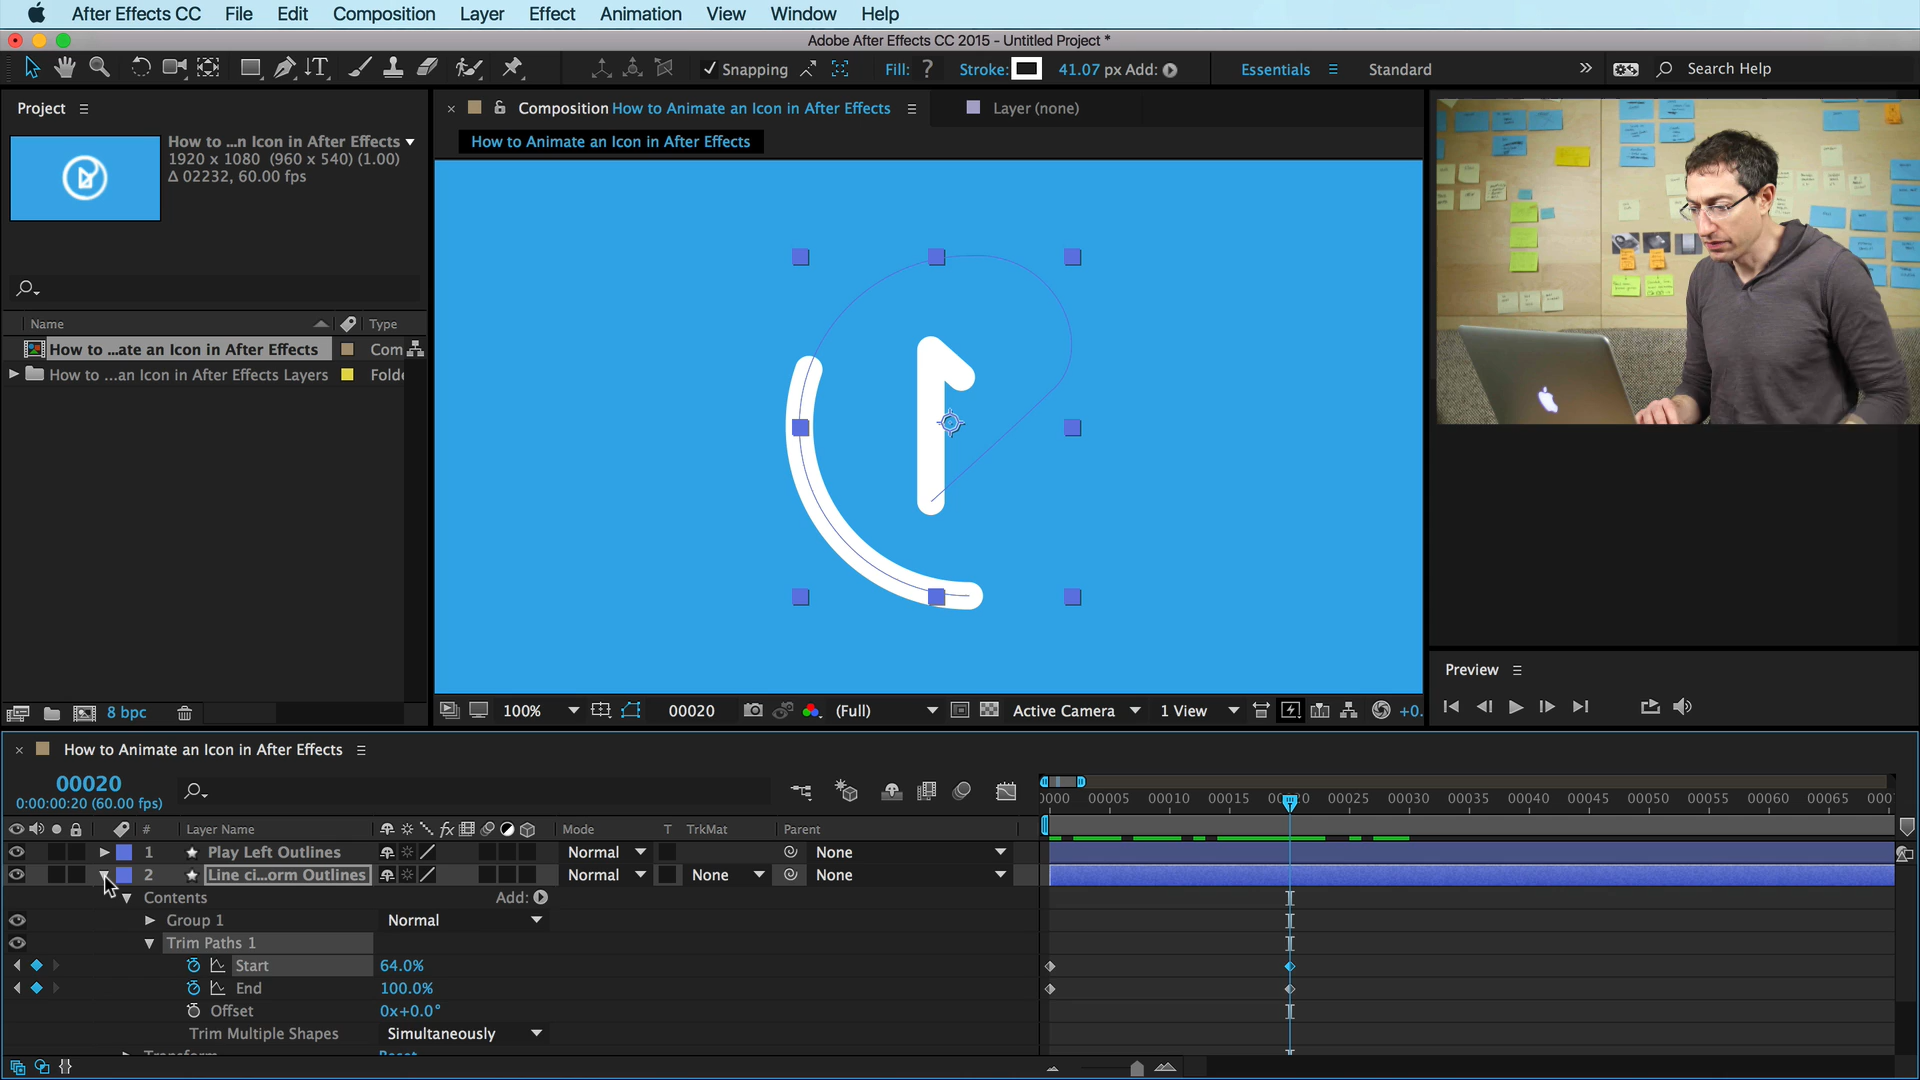 After Effects CC File Edit Composition Layer Effect Animation View Window Help
Adobe After Effects CC 2015 - Untitled Project *
Snapping Fill: ? Stroke: 41.07 px Add: Essentials Standard Search Help
Project
Composition How to Animate an Icon in After Effects Layer (none)
How to Animate an Icon in After Effects
How to ...n Icon in After Effects
1920 x 1080 (960 x 540) (1.00)
Δ 02232, 60.00 fps
Name Type
How to ...ate an Icon in After Effects Com
How to ...an Icon in After Effects Layers Folde
8 bpc
100% 00020 (Full) Active Camera 1 View +0.
Preview
How to Animate an Icon in After Effects
00020
0:00:00:20 (60.00 fps)
0000 00005 00010 00015 00020 00025 00030 00035 00040 00045 00050 00055 00060 00065 0007
# Layer Name fx Mode T TrkMat Parent
1 Play Left Outlines Normal None
2 Line ci...orm Outlines Normal None None
Contents Add:
Group 1 Normal
Trim Paths 1
Start 64.0%
End 100.0%
Offset 0x+0.0°
Trim Multiple Shapes Simultaneously
Transform Reset